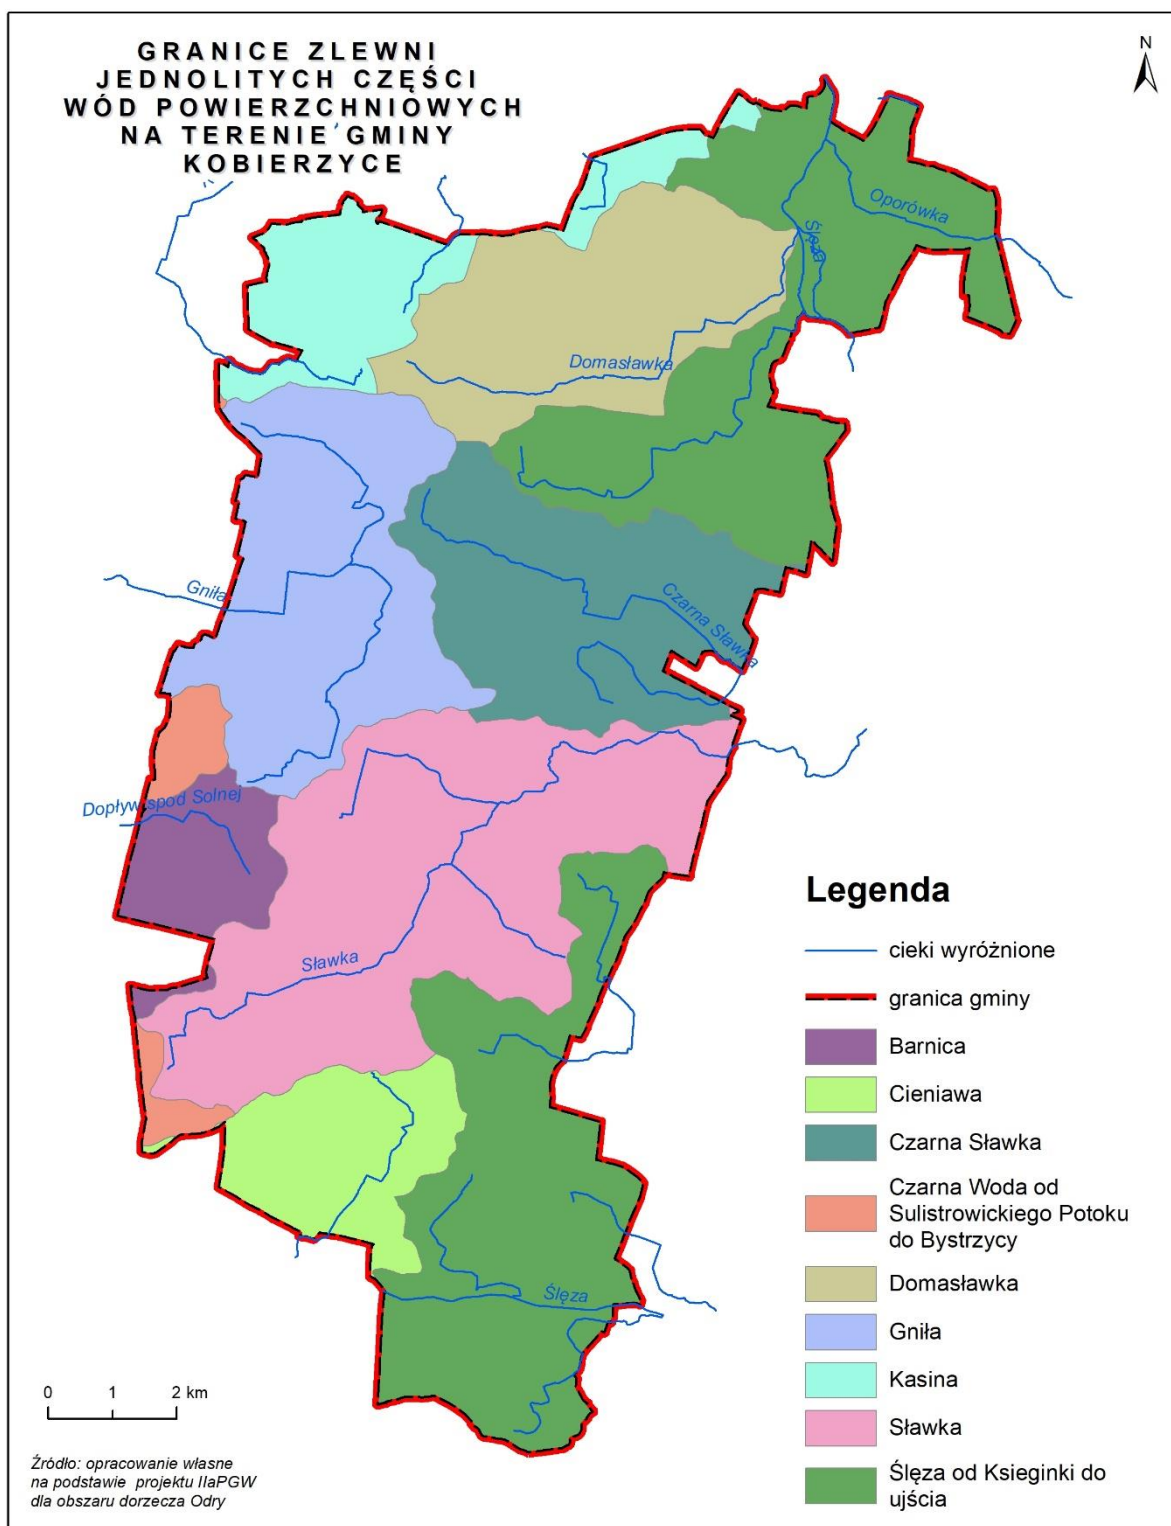 GRANICE ZLEWNI
JEDNOLITYCH CZĘŚCI
WÓD POWIERZCHNIOWYCH
NA TERENIE GMINY
KOBIERZYCE
N
Oporówka
Ślęza
Domasławka
Gniła
Czarna Sławka
Dopływ spod Solnej
Sławka
Ślęza
Legenda
cieki wyróżnione
granica gminy
Barnica
Cieniawa
Czarna Sławka
Czarna Woda od
Sulistrowickiego Potoku
do Bystrzycy
Domasławka
Gniła
Kasina
Sławka
Ślęza od Ksieginki do
ujścia
0 1 2 km
Źródło: opracowanie własne
na podstawie projektu IIaPGW
dla obszaru dorzecza Odry